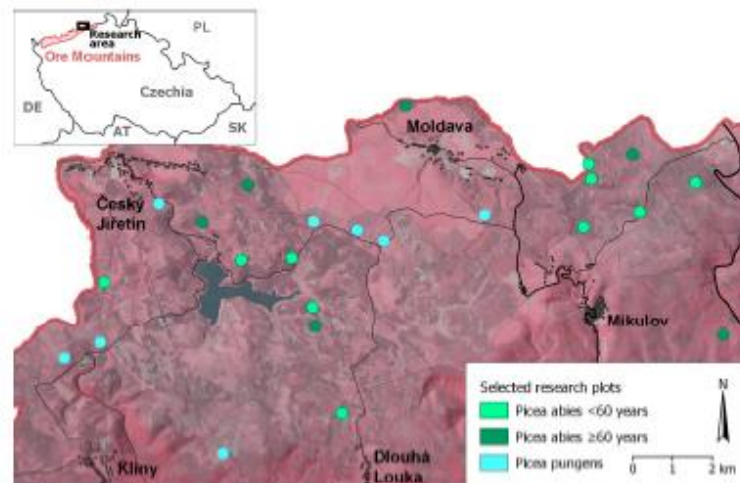 PL
Research
area
Ore Mountains
Czechia
DE
AT
SK
Moldava
Český
Jiřetín
Mikulov
Selected research plots
Picea abies <60 years
Picea abies ≥60 years
Picea pungens
N
0 1 2 km
Klíny
Dlouhá
Louka